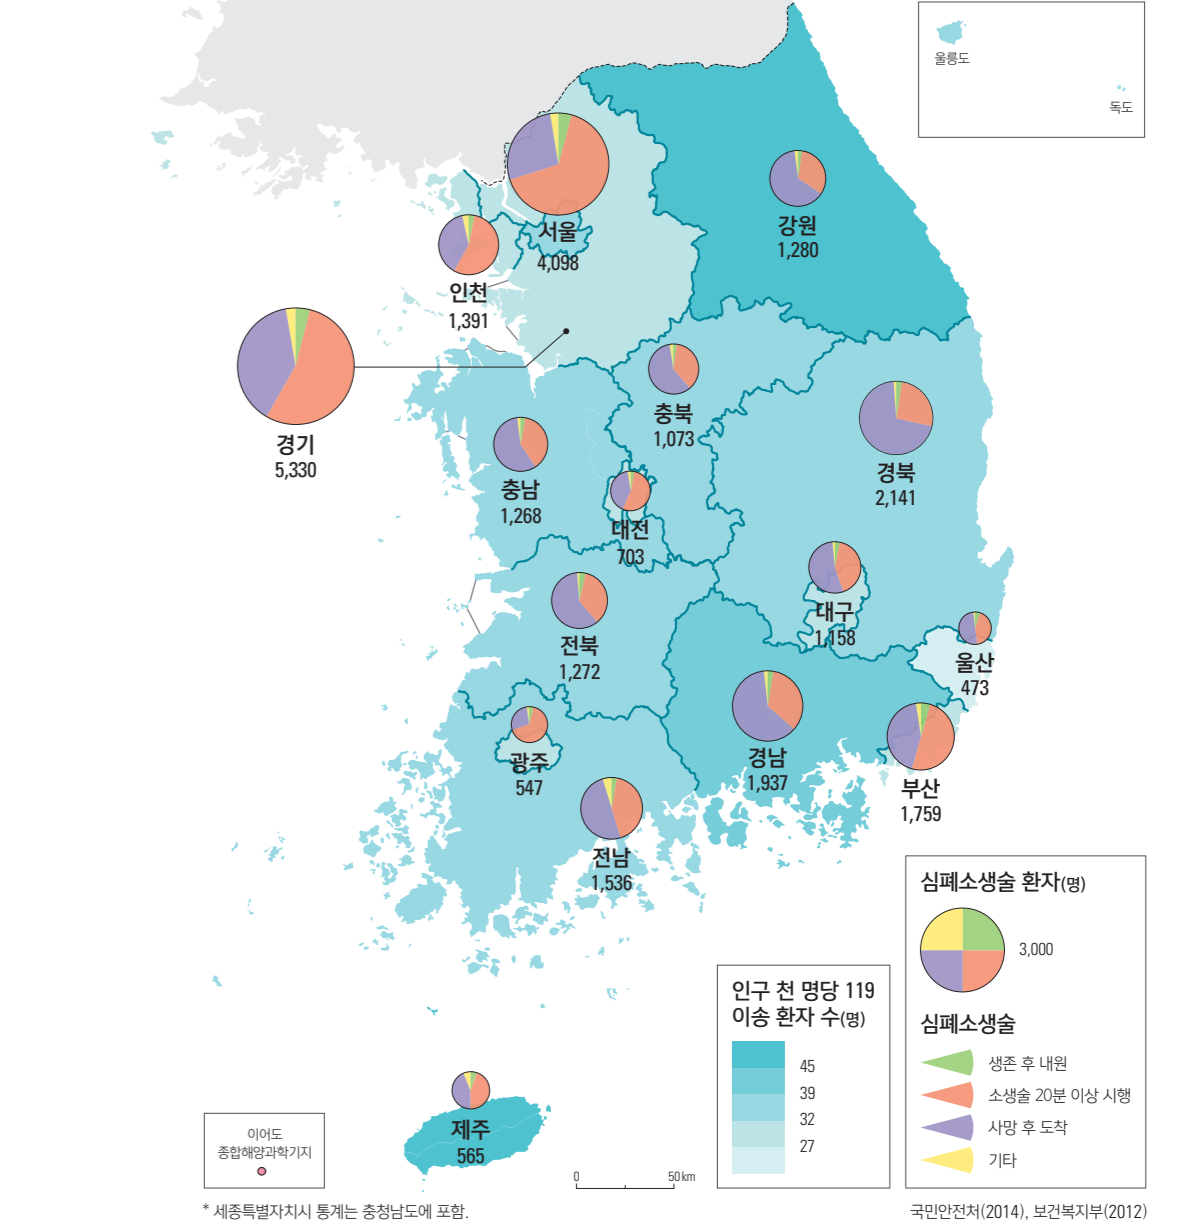 울릉도
독도
서울
4,098
강원
1,280
인천
1,391
경기
5,330
충북
1,073
경북
2,141
충남
1,268
대전
703
대구
1,158
전북
1,272
울산
473
광주
547
경남
1,937
부산
1,759
전남
1,536
제주
565
이어도
종합해양과학기지
0 50 km
인구 천 명당 119
이송 환자 수(명)
45
39
32
27
심폐소생술 환자(명)
3,000
심폐소생술
생존 후 내원
소생술 20분 이상 시행
사망 후 도착
기타
* 세종특별자치시 통계는 충청남도에 포함.
국민안전처(2014), 보건복지부(2012)